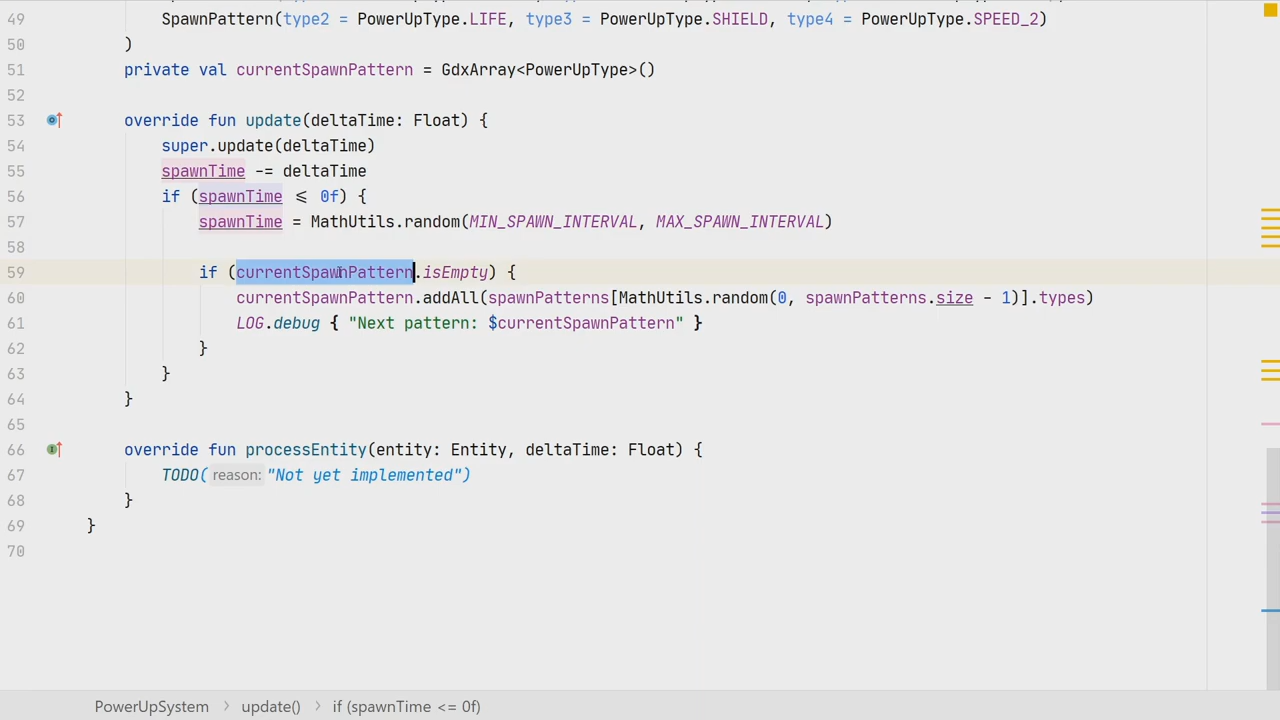 49 SpawnPattern(type2 = PowerUpType.LIFE, type3 = PowerUpType.SHIELD, type4 = PowerUpType.SPEED_2)
50 )
51 private val currentSpawnPattern = GdxArray<PowerUpType>()
52
53 override fun update(deltaTime: Float) {
54 super.update(deltaTime)
55 spawnTime -= deltaTime
56 if (spawnTime ⩽ 0f) {
57 spawnTime = MathUtils.random(MIN_SPAWN_INTERVAL, MAX_SPAWN_INTERVAL)
58
59 if (currentSpawnPattern.isEmpty) {
60 currentSpawnPattern.addAll(spawnPatterns[MathUtils.random(0, spawnPatterns.size - 1)].types)
61 LOG.debug { "Next pattern: $currentSpawnPattern" }
62 }
63 }
64 }
65
66 override fun processEntity(entity: Entity, deltaTime: Float) {
67 TODO( reason: "Not yet implemented")
68 }
69 }
70
PowerUpSystem > update() > if (spawnTime <= 0f)